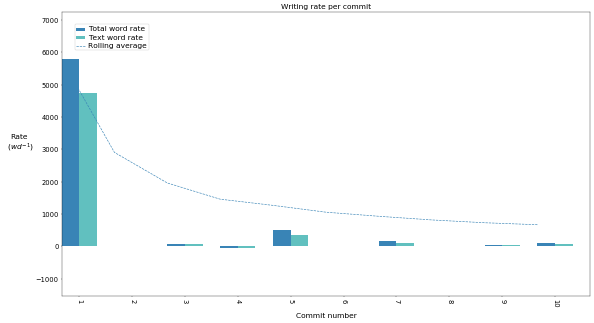 Writing rate per commit
Total word rate
Text word rate
Rolling average
7000
6000
5000
4000
3000
2000
1000
0
−1000
Rate
(wd⁻¹)
1
2
3
4
5
6
7
8
9
10
Commit number